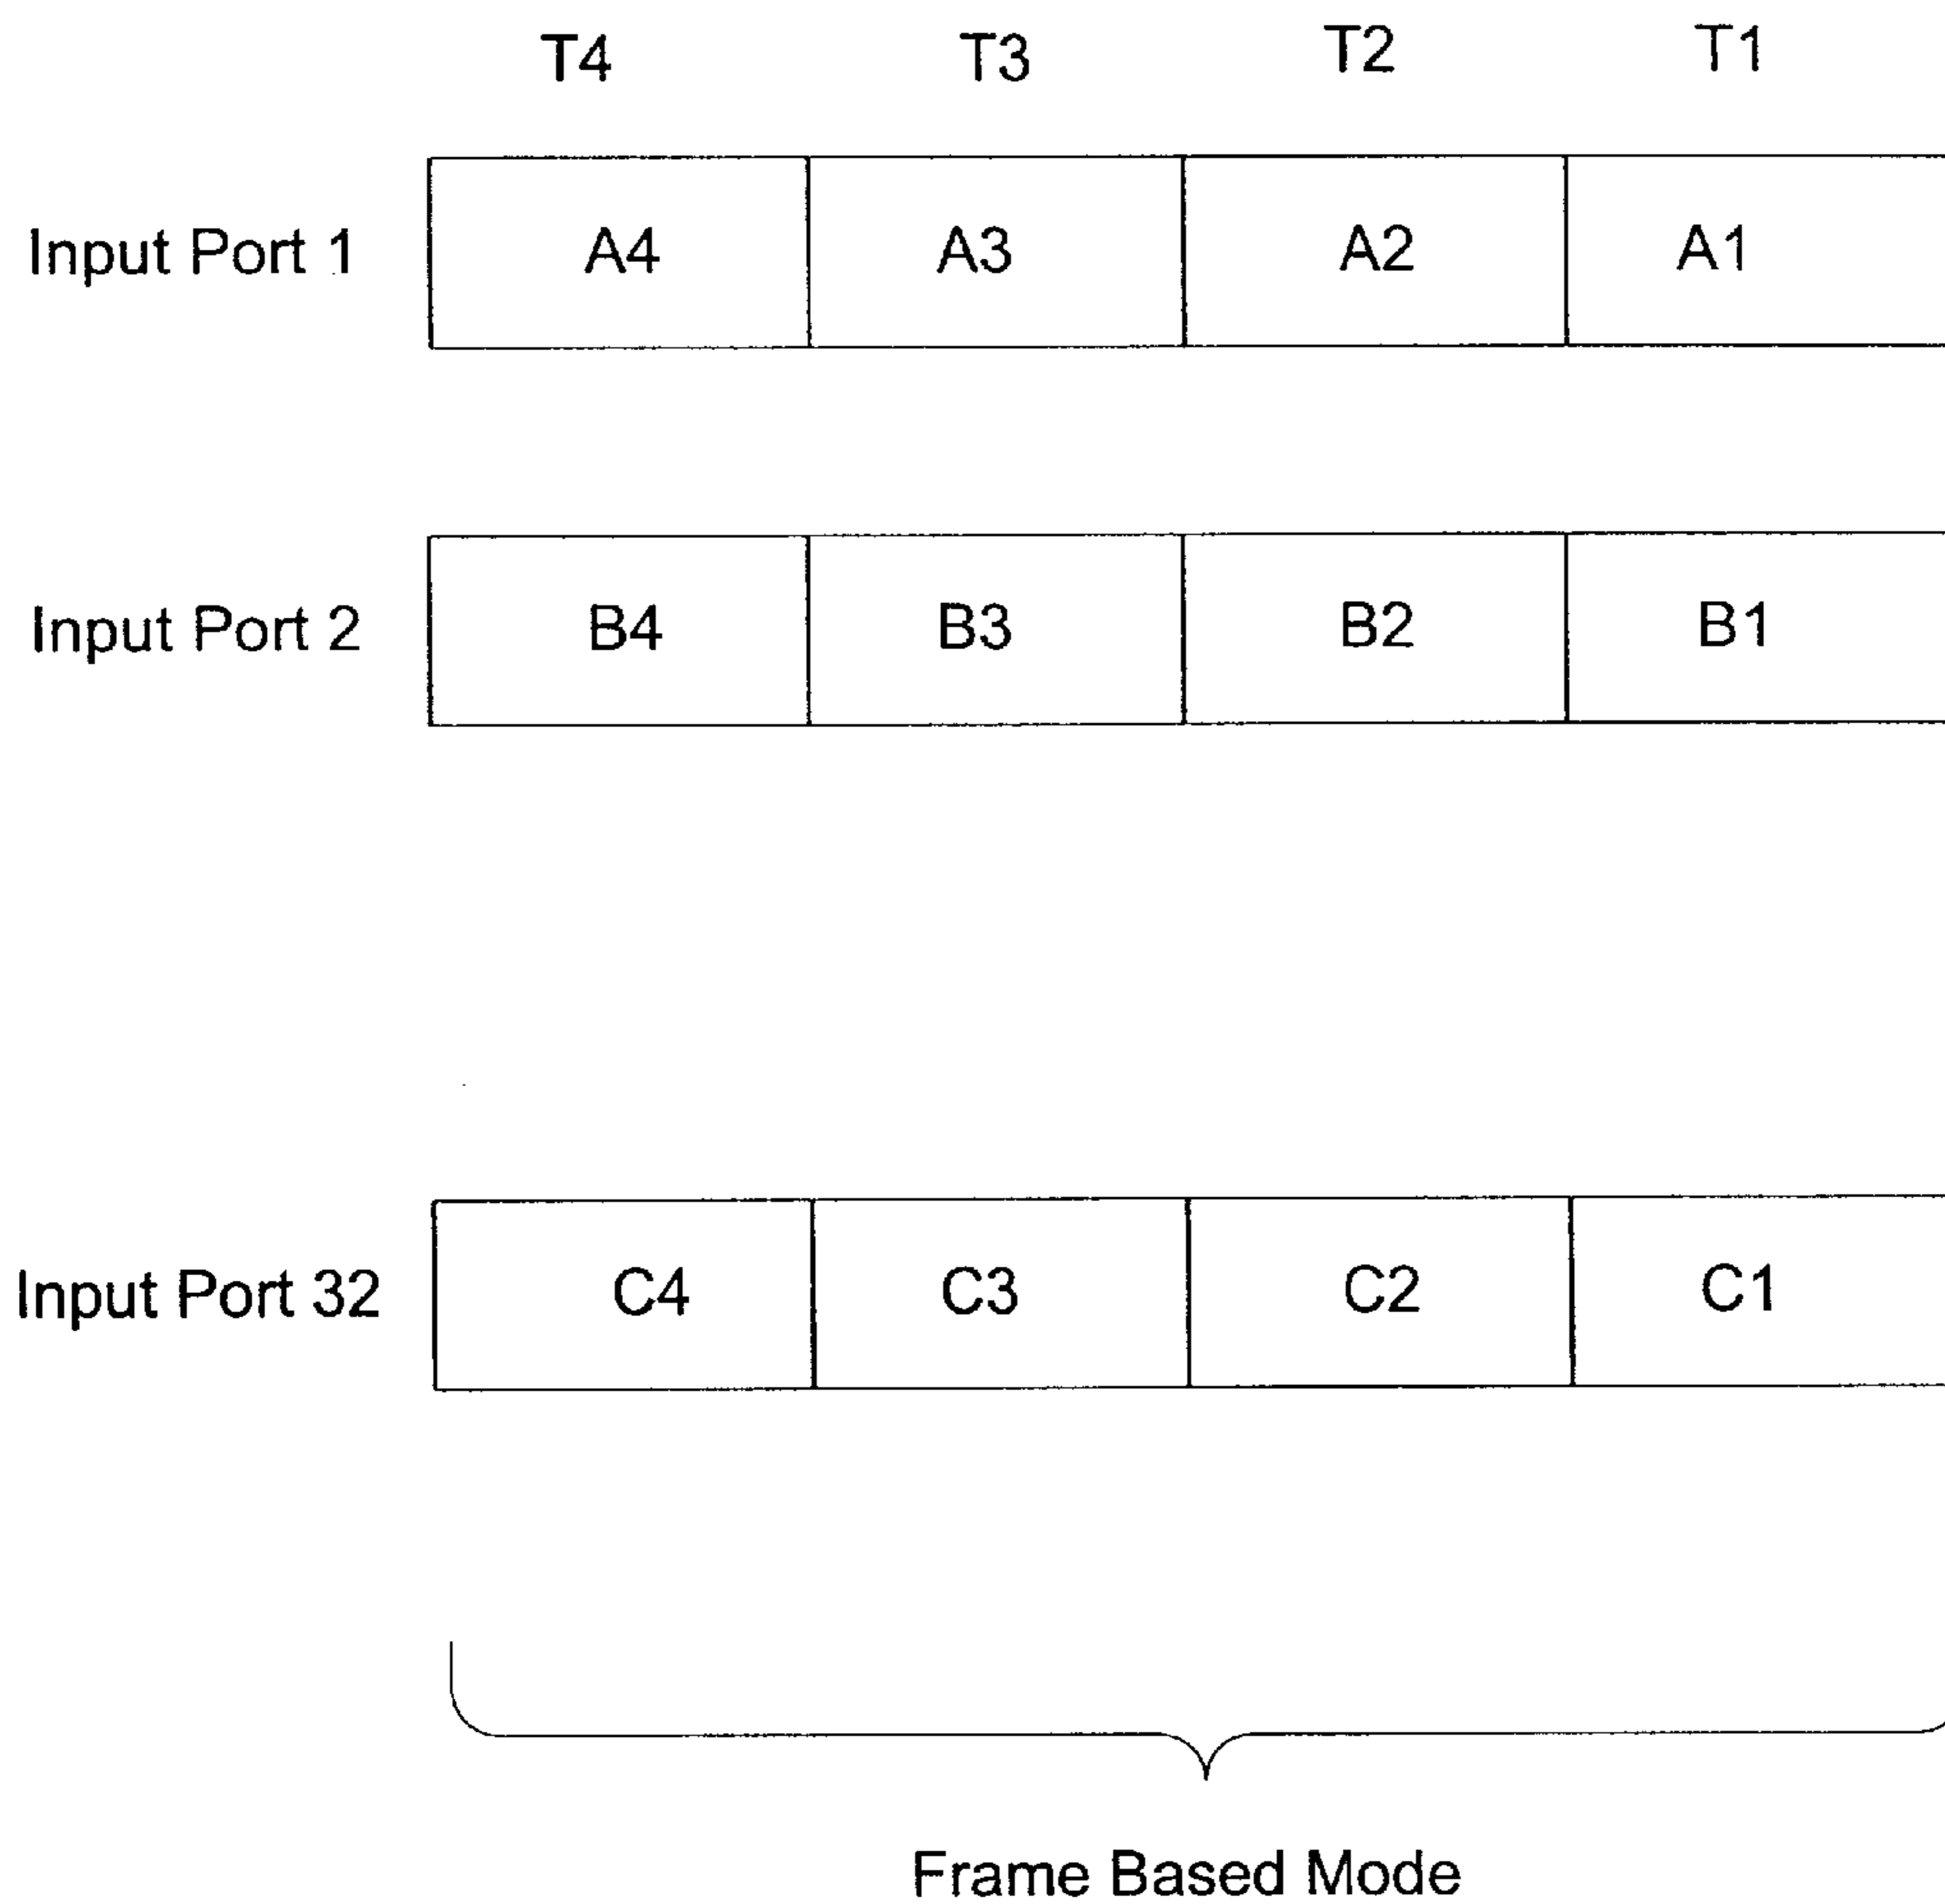 T4 T3 T2 T1
Input Port 1 A4 A3 A2 A1
Input Port 2 B4 B3 B2 B1
Input Port 32 C4 C3 C2 C1
Frame Based Mode